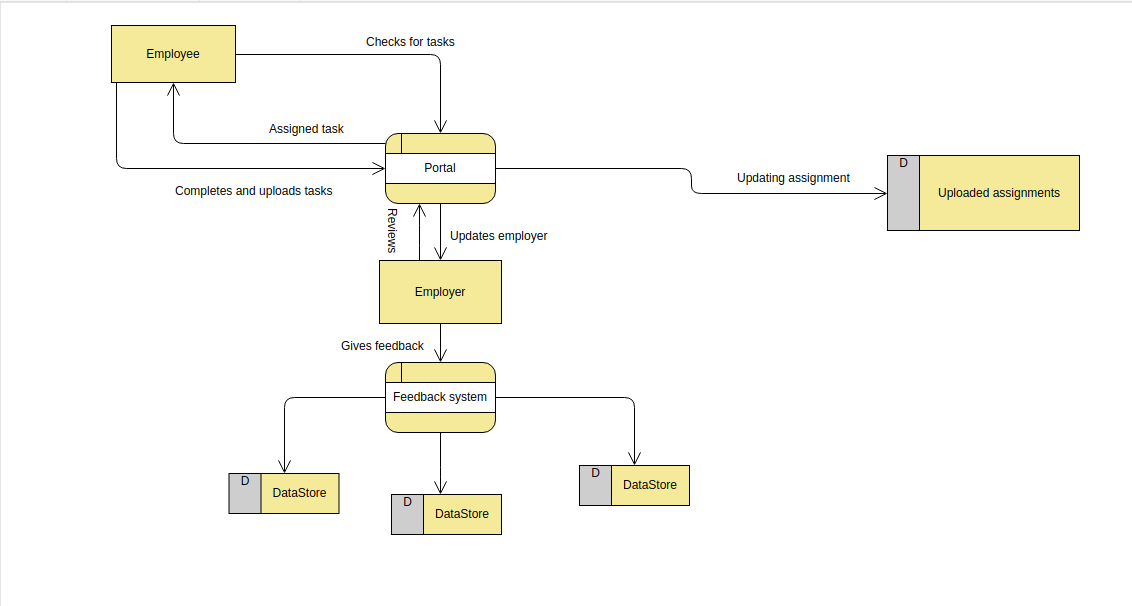 Checks for tasks
Employee
Assigned task
D
Portal
Updating assignment
Completes and uploads tasks
Uploaded assignments
Reviews
Updates employer
Employer
Gives feedback
Feedback system
D
DataStore
D
DataStore
D
DataStore